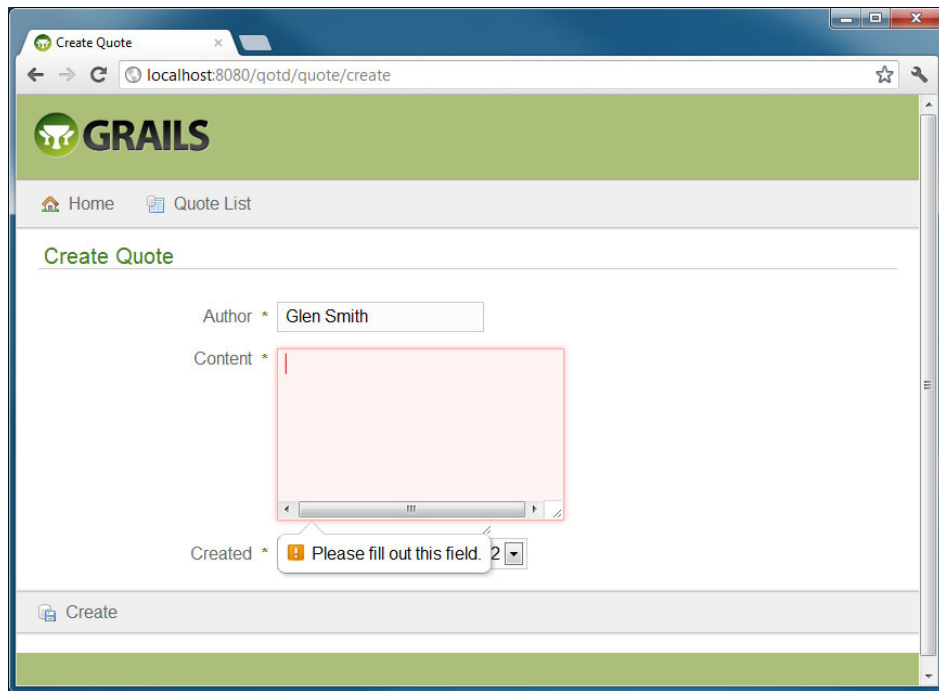 Create Quote
localhost:8080/qotd/quote/create
GRAILS
Home Quote List
Create Quote
Author * Glen Smith
Content *
Created * Please fill out this field. 2
Create